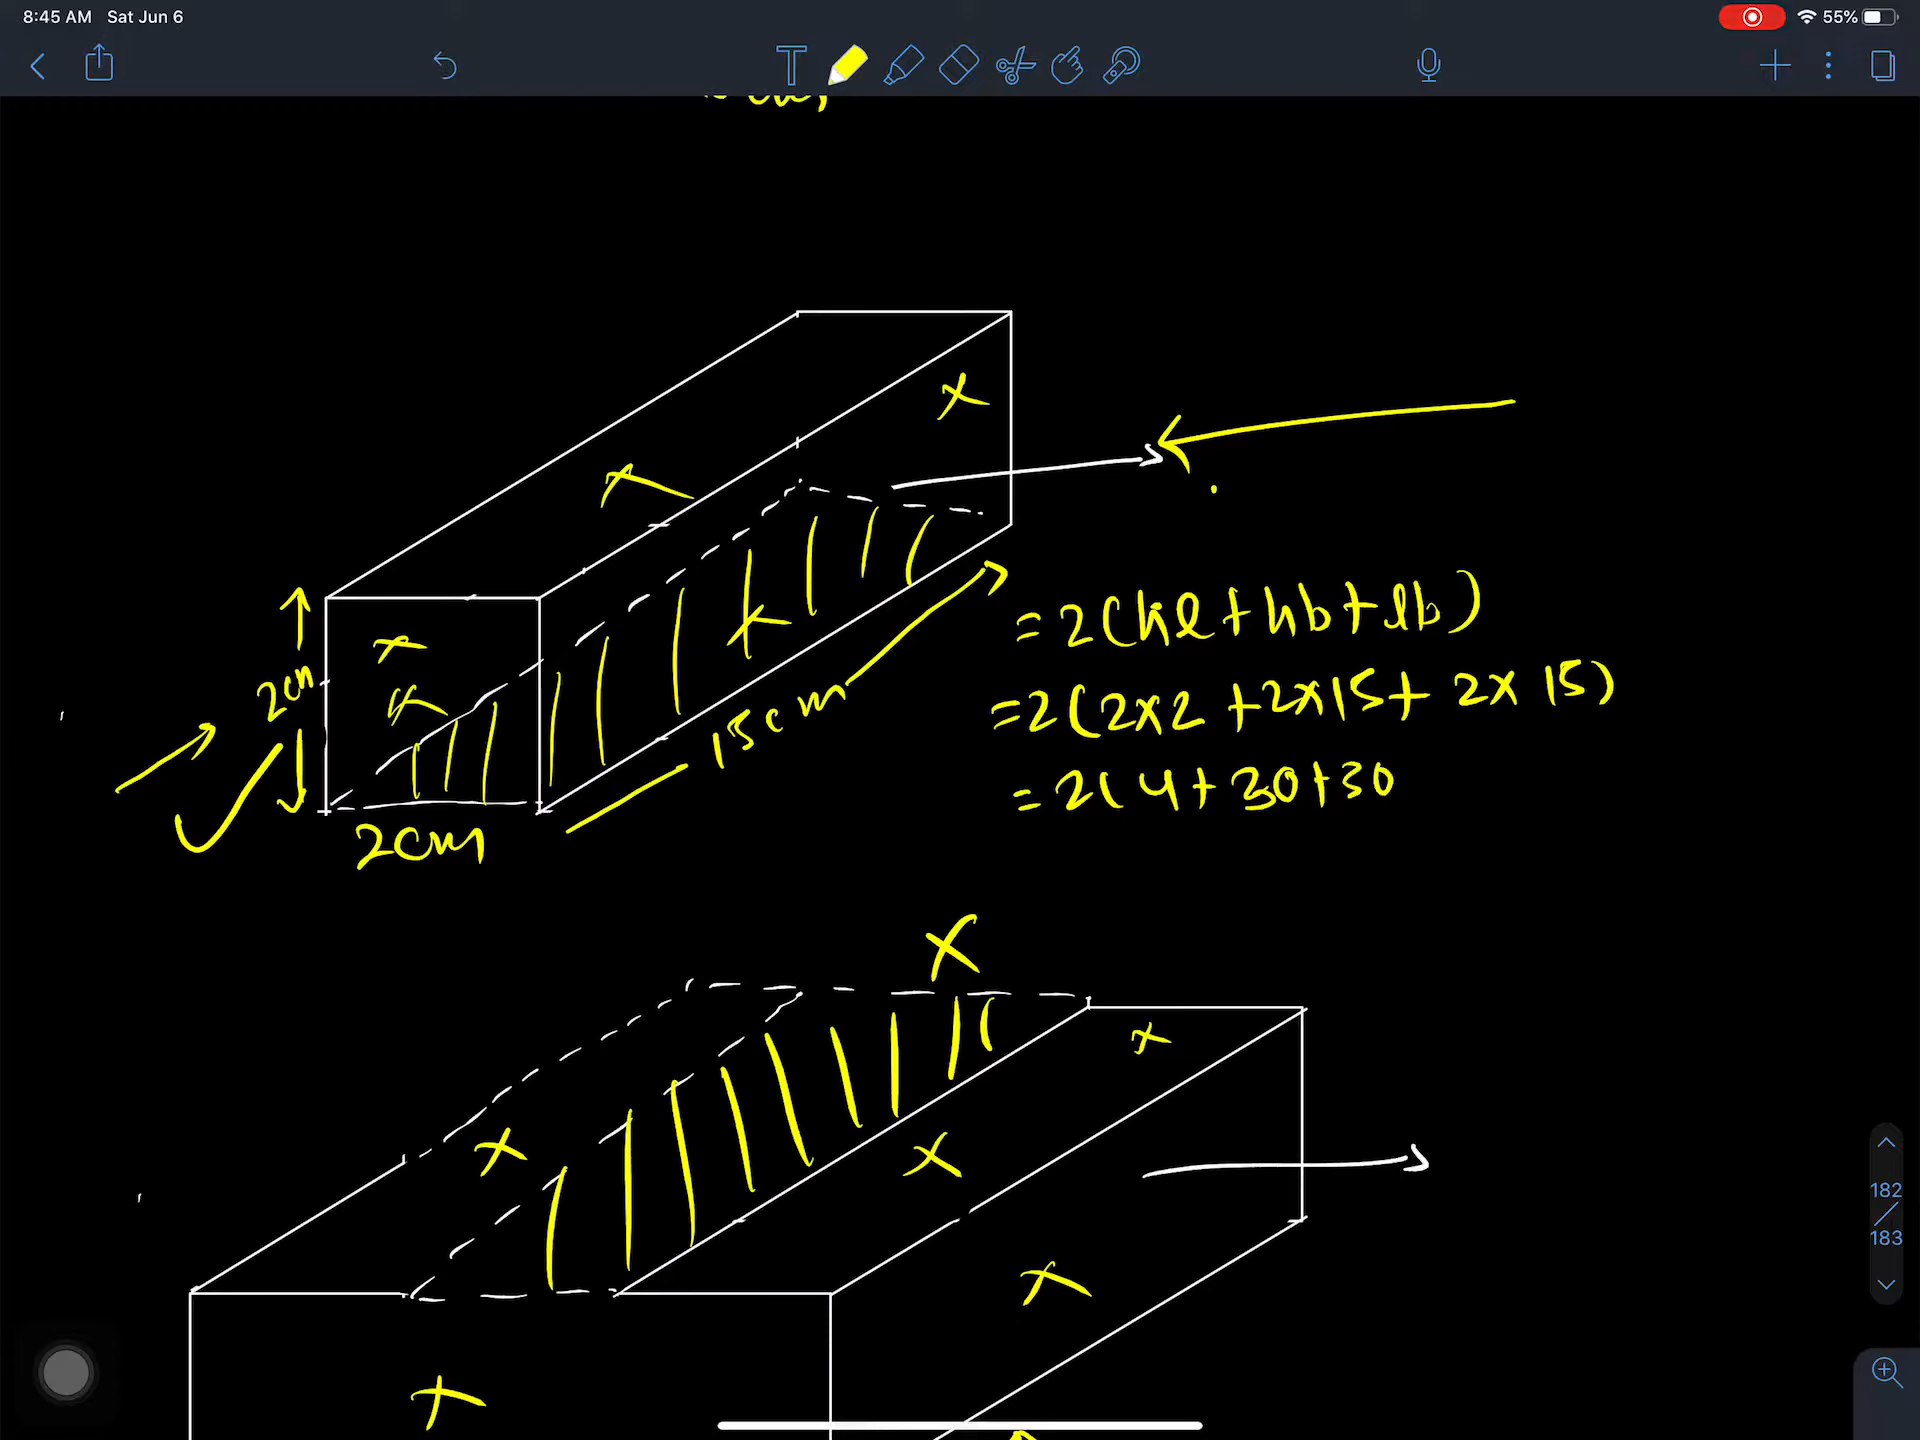 8:45 AM Sat Jun 6
55%
2cm
15cm
2cm
= 2(hl + hb + lb)
= 2(2x2 + 2x15 + 2x15)
= 2(4 + 30 + 30
x
x
x
x
x
x
x
x
x
x
182
183